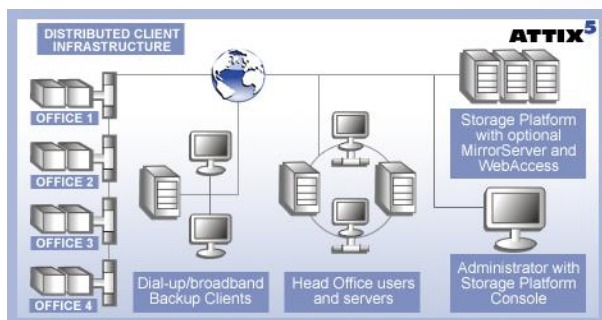 DISTRIBUTED CLIENT
INFRASTRUCTURE
ATTIX5
OFFICE 1
OFFICE 2
OFFICE 3
OFFICE 4
Storage Platform
with optional
MirrorServer and
WebAccess
Dial-up/broadband
Backup Clients
Head Office users
and servers
Administrator with
Storage Platform
Console